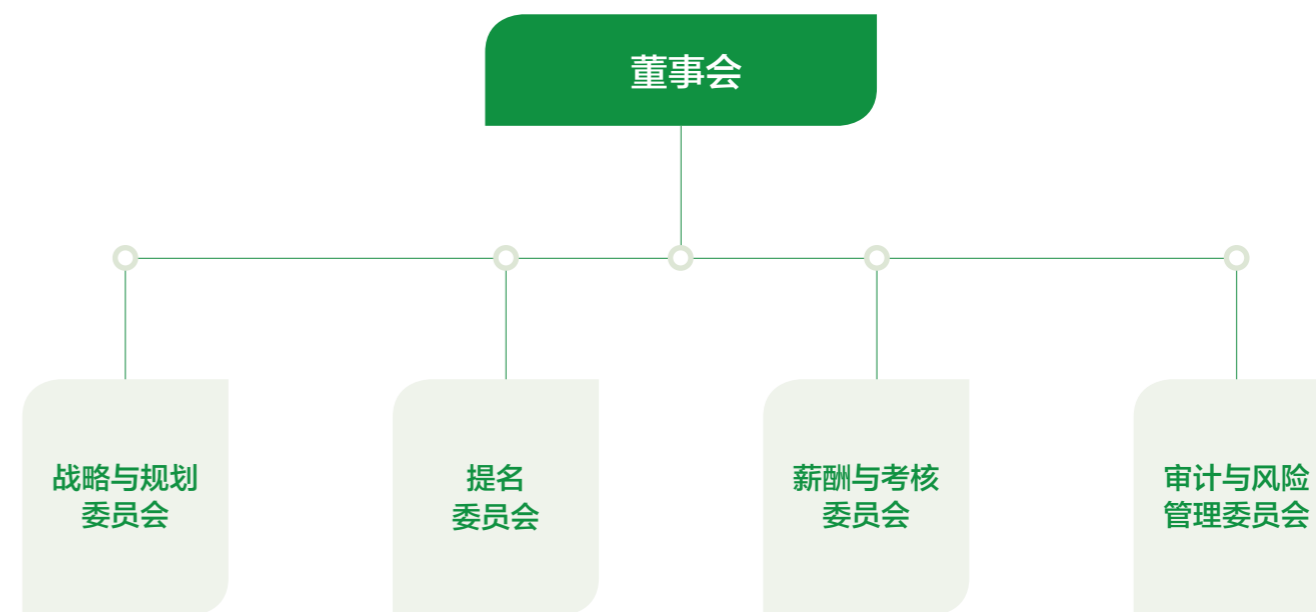 董事会
战略与规划
委员会
提名
委员会
薪酬与考核
委员会
审计与风险
管理委员会